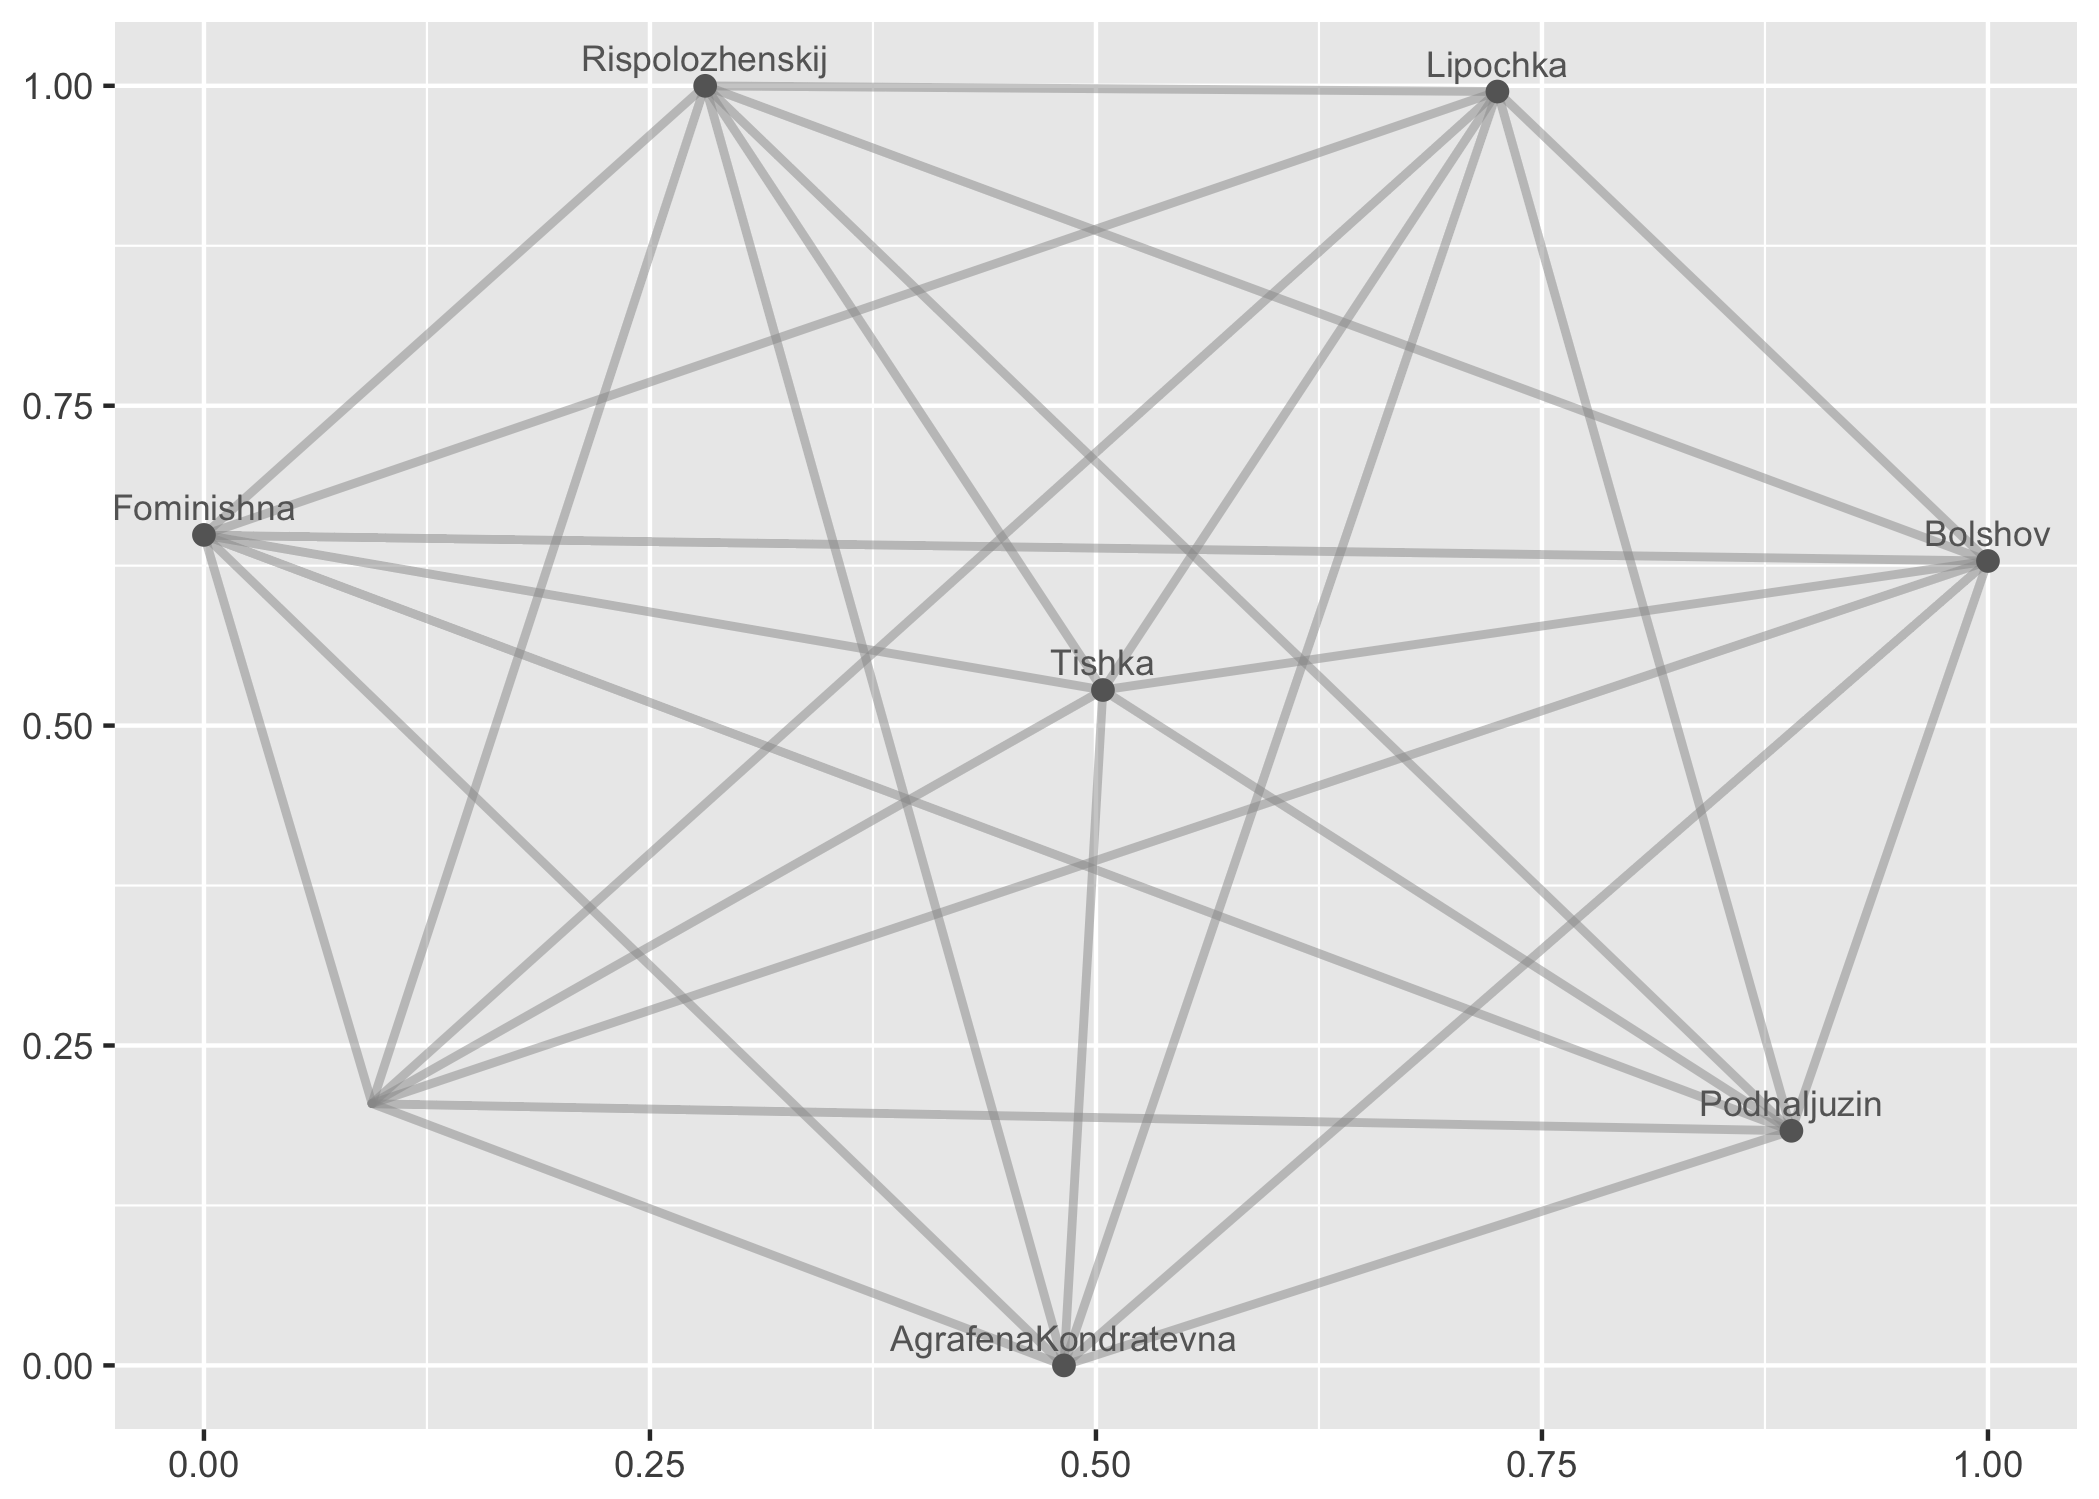 Rispolozhenskij
Lipochka
1.00
0.75
Fominishna
Bolshov
Tishka
0.50
0.25
Podhaljuzin
AgrafenaKondratevna
0.00
0.00 0.25 0.50 0.75 1.00